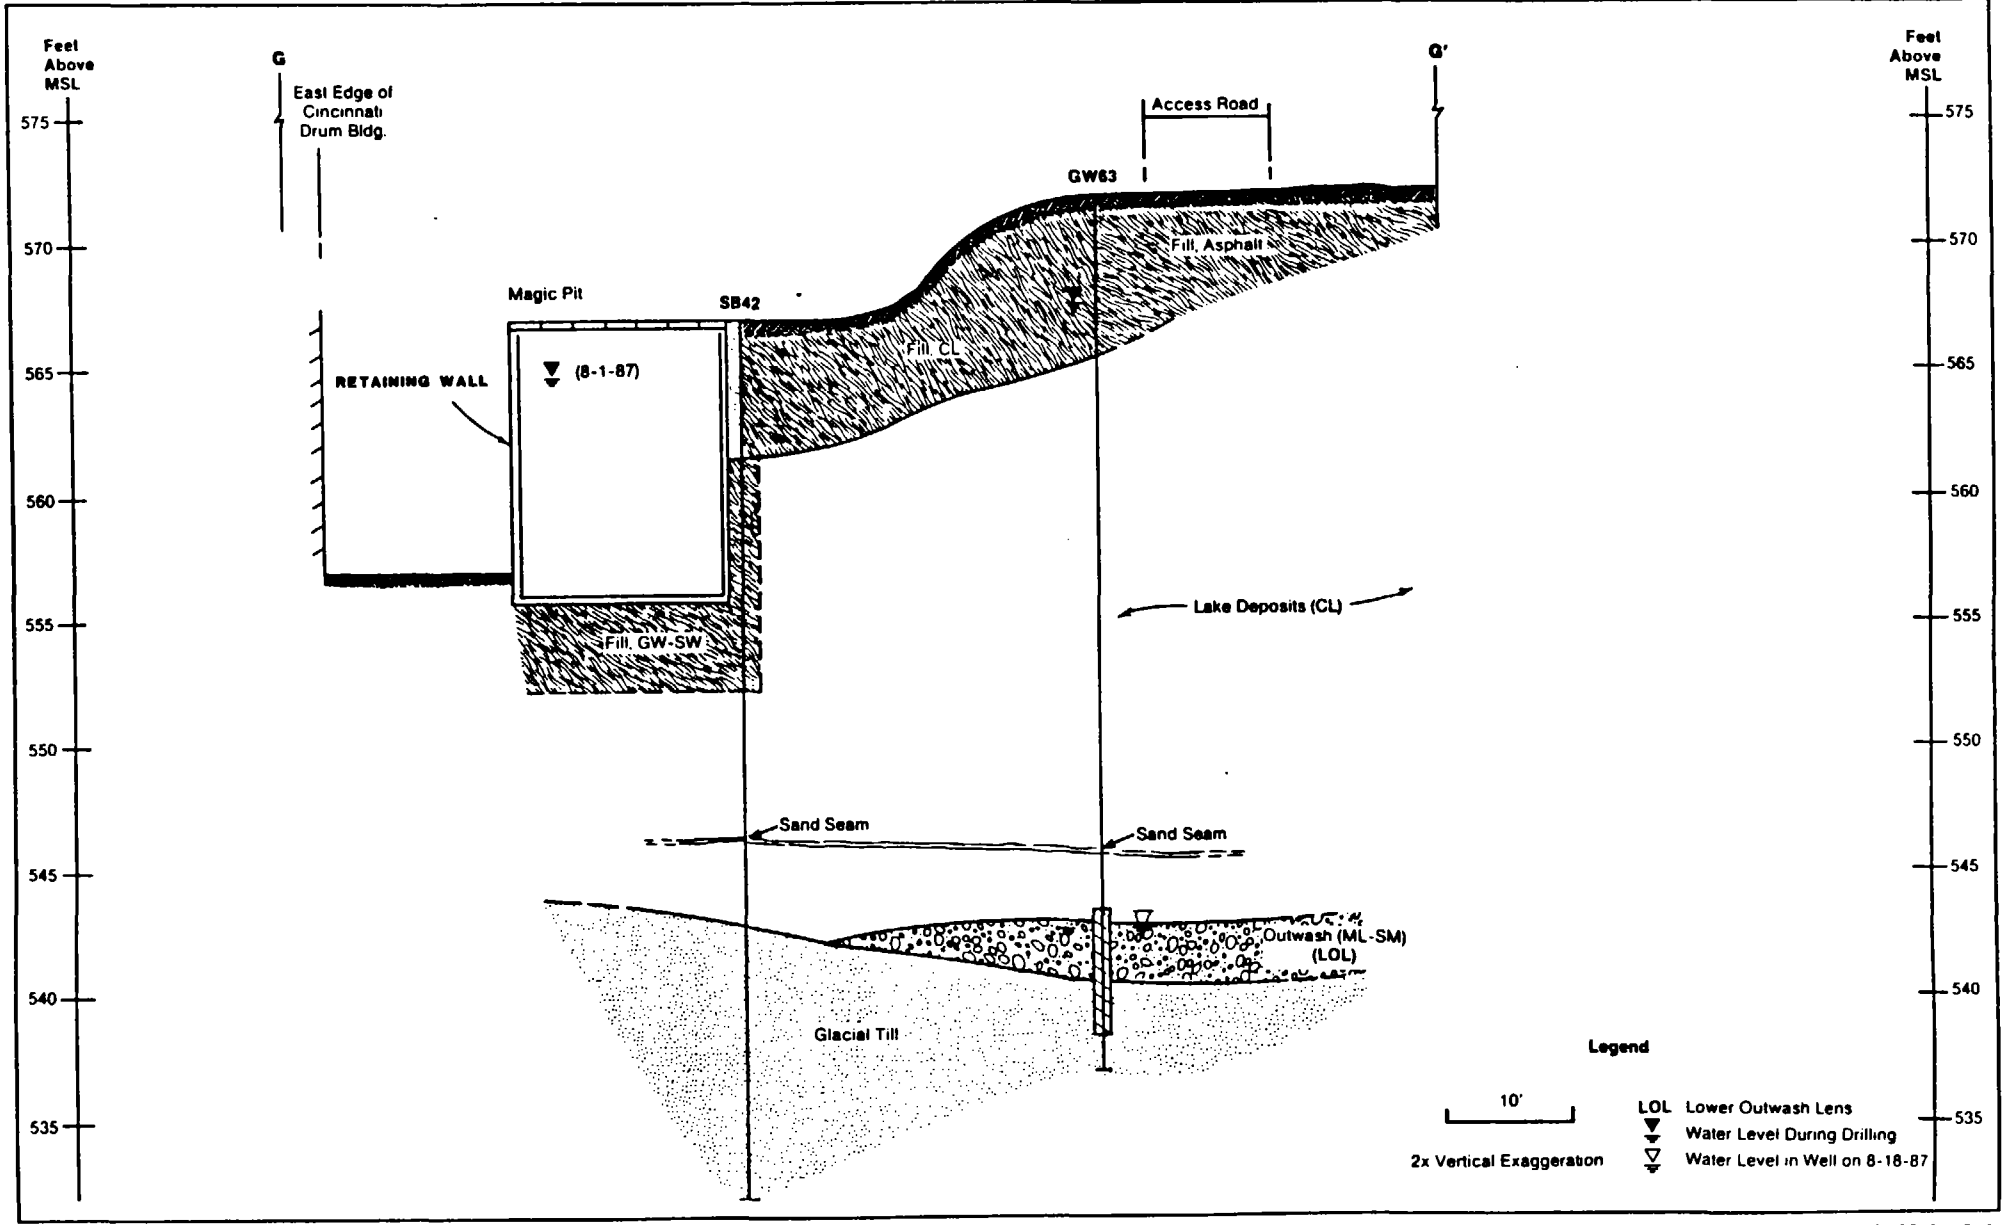 Feet
Above
MSL
G
East Edge of
Cincinnati
Drum Bldg.
G'
Feet
Above
MSL
Access Road
575
575
GW63
570
Fill, Asphalt
570
Magic Pit
SB42
Fill, CL
565
(8-1-87)
565
RETAINING WALL
560
560
Lake Deposits (CL)
555
555
Fill, GW-SW
550
550
Sand Seam
Sand Seam
545
545
Outwash (ML-SM)
(LOL)
540
540
Glacial Till
Legend
10'
LOL Lower Outwash Lens
535
535
Water Level During Drilling
2x Vertical Exaggeration
Water Level in Well on 8-18-87